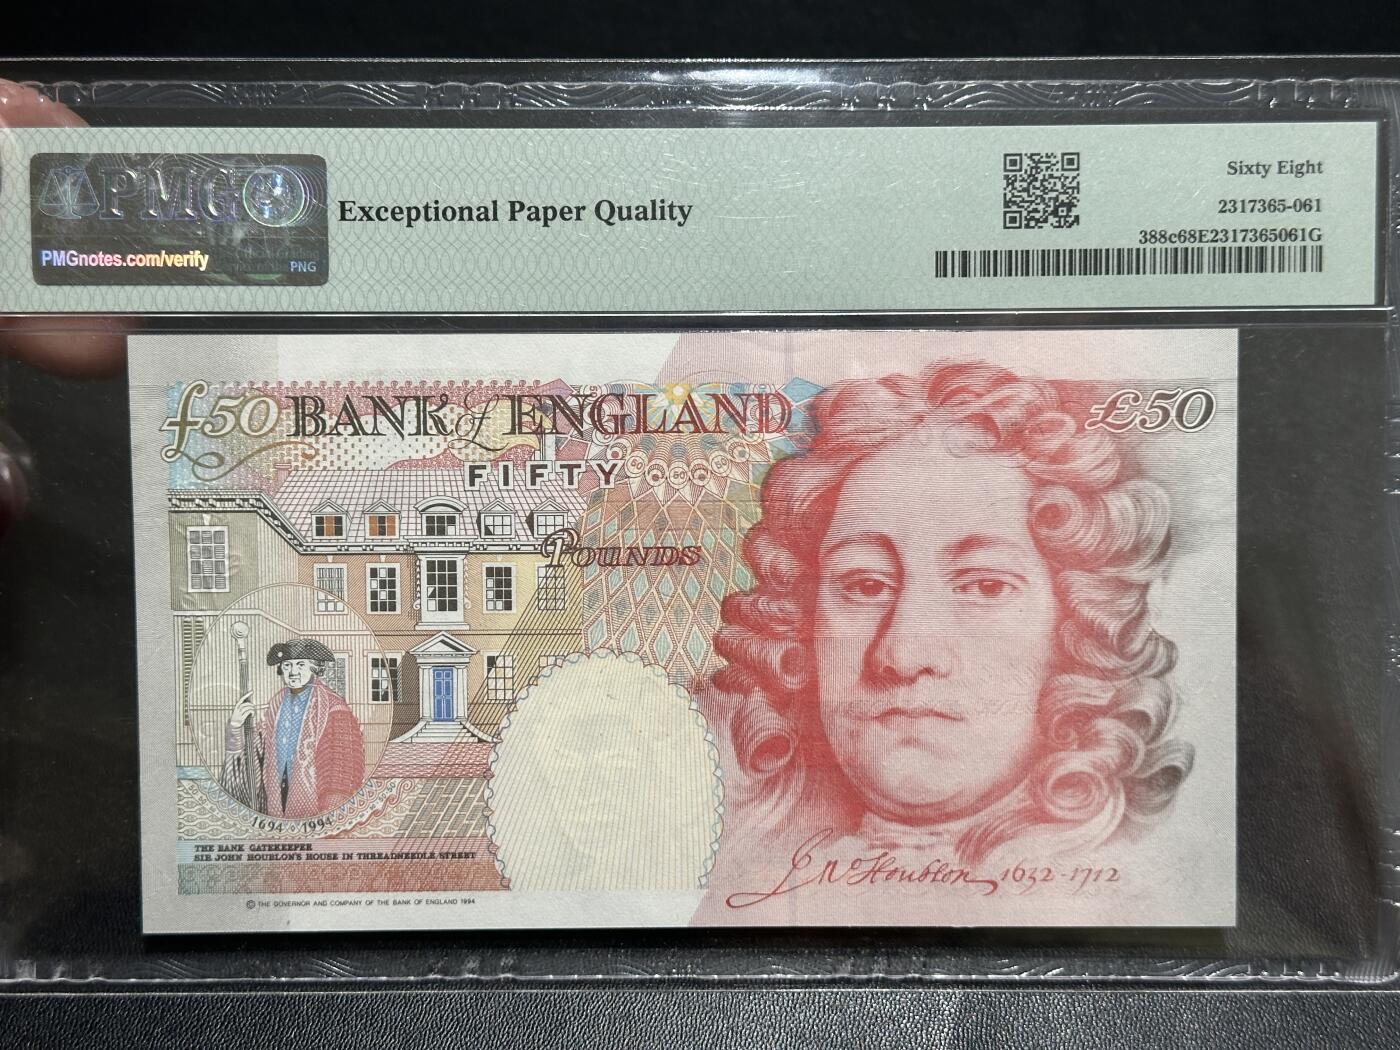 PMG
PMGnotes.com/verify
PNG
Exceptional Paper Quality
Sixty Eight
2317365-061
388c68E2317365061G
£50 BANK of ENGLAND £50
FIFTY
POUNDS
1694 1994
THE BANK GATEKEEPER
SIR JOHN HOUBLON'S HOUSE IN THREADNEEDLE STREET
© THE GOVERNOR AND COMPANY OF THE BANK OF ENGLAND 1994
Jn° Houblon 1632-1712